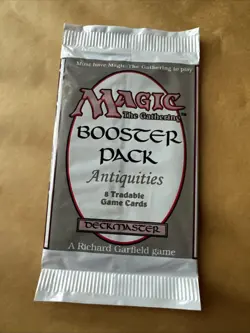 Must have Magic: The Gathering to play
MAGIC
The Gathering™
BOOSTER
PACK
Antiquities
8 Tradable
Game Cards
DECKMASTER
A Richard Garfield game